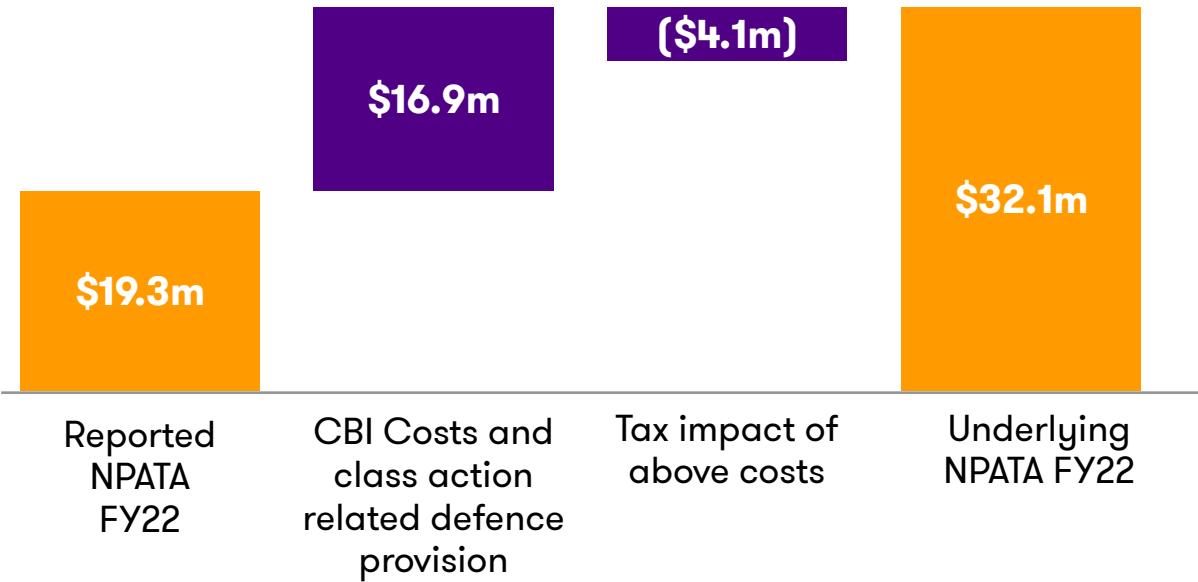 ($4.1m)
$16.9m
$32.1m
$19.3m
Reported
NPATA
FY22
CBI Costs and
class action
related defence
provision
Tax impact of
above costs
Underlying
NPATA FY22